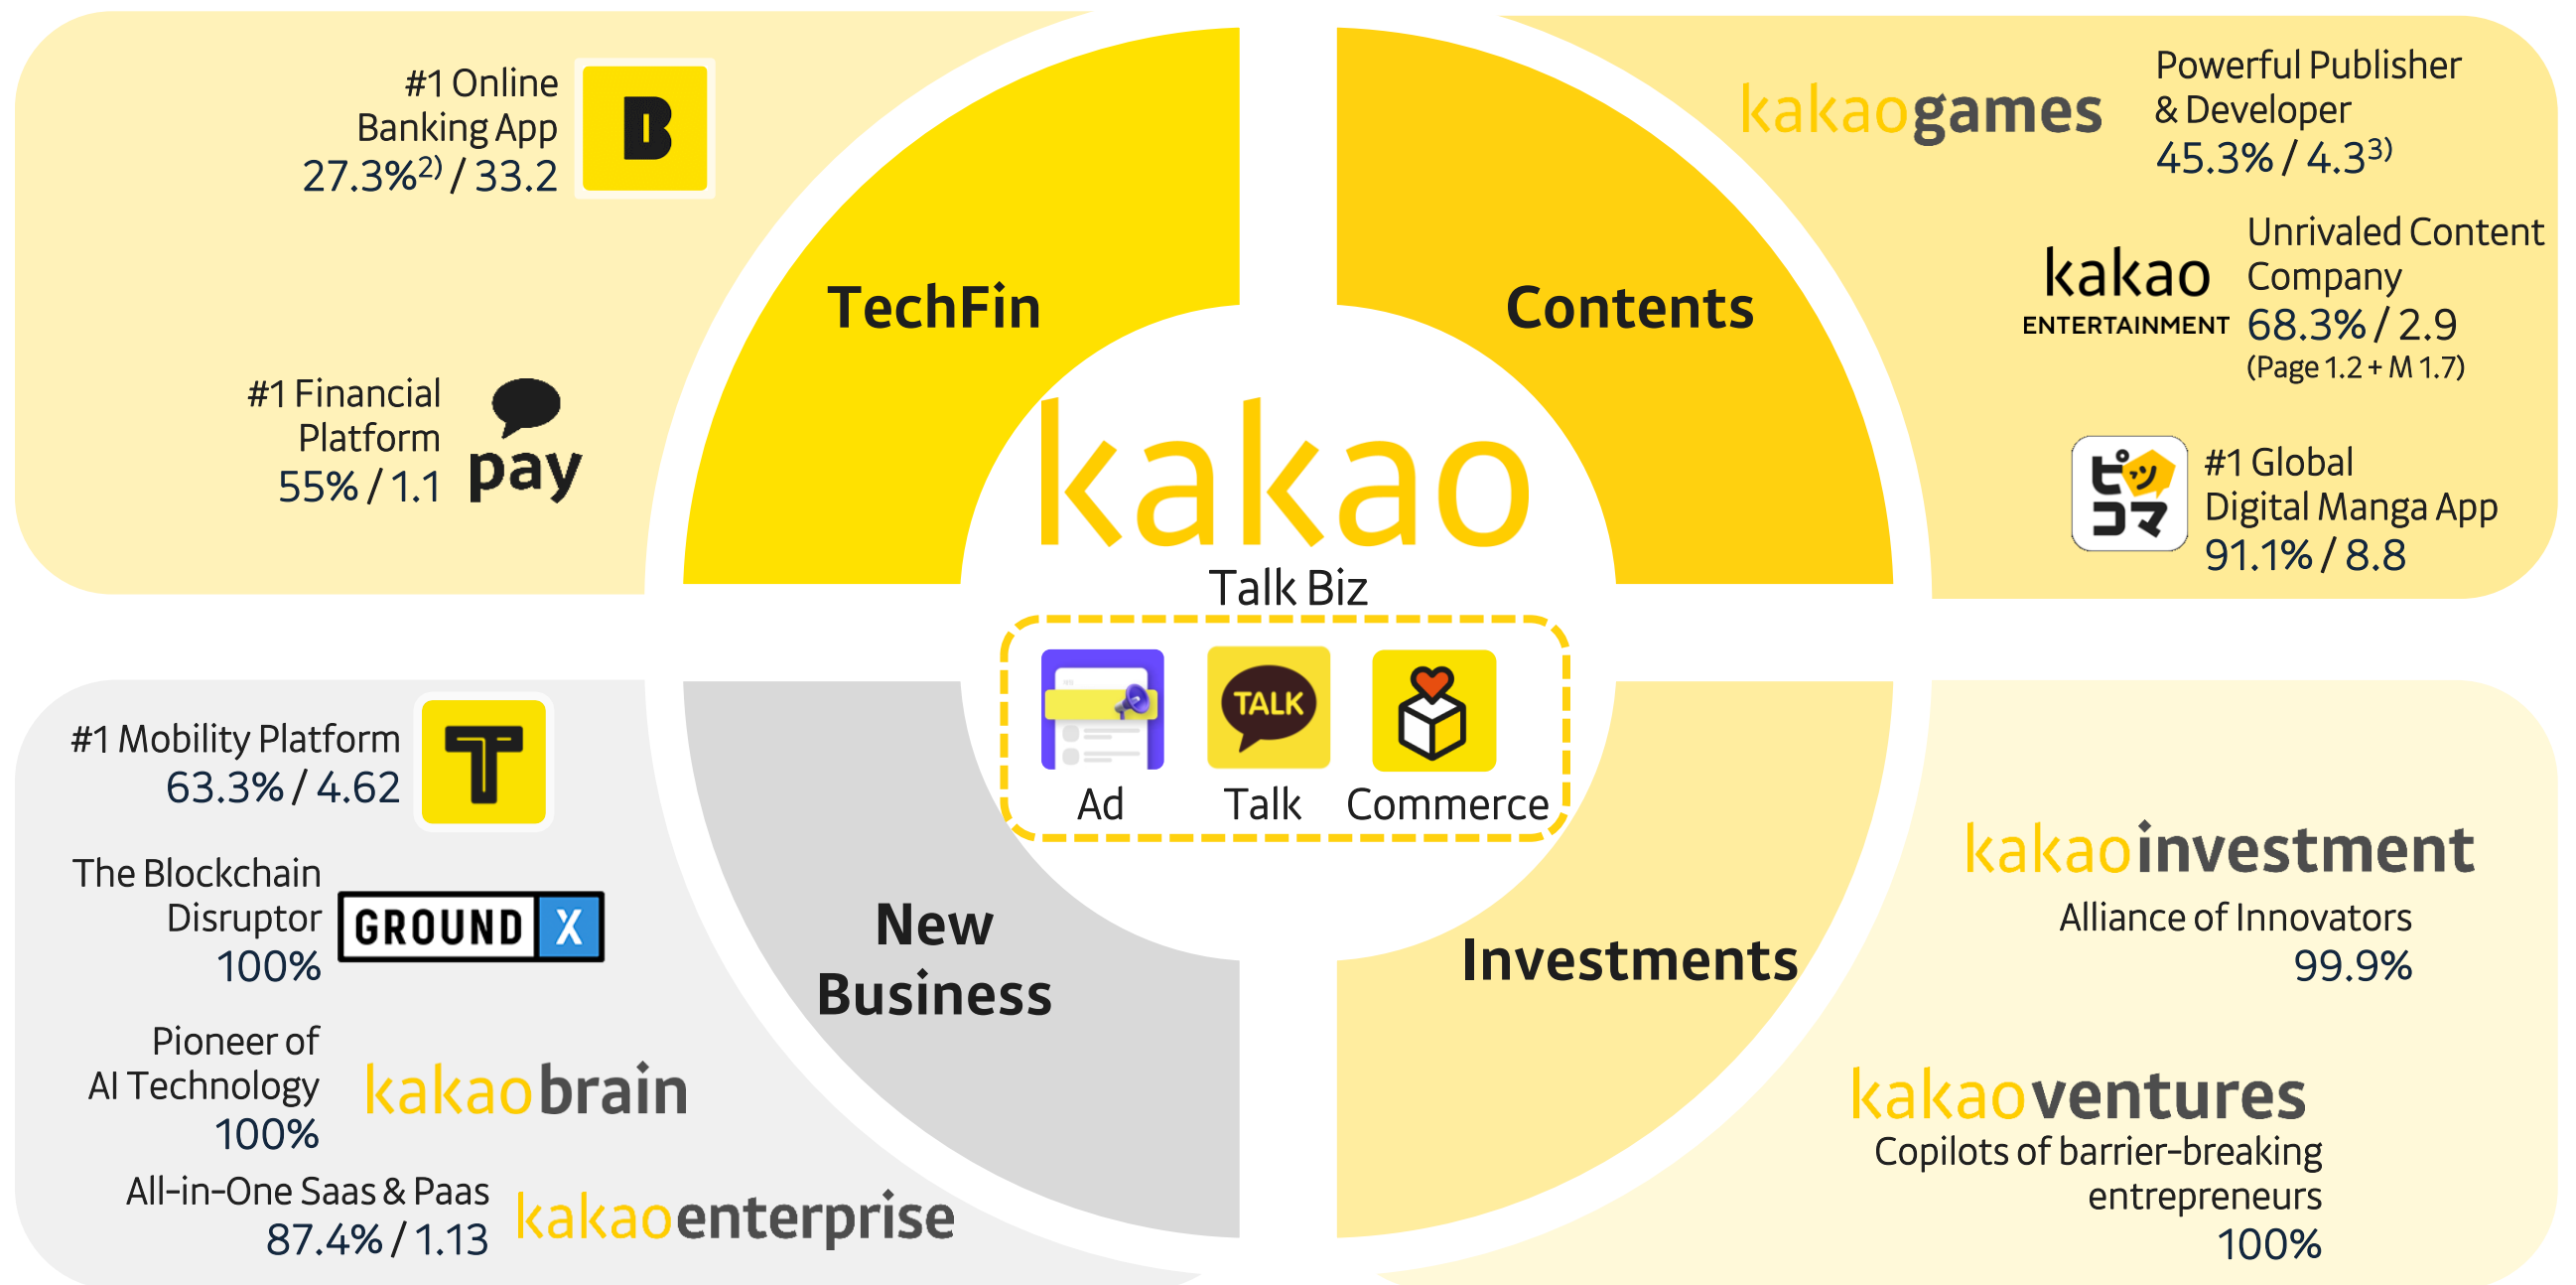 #1 Online
Banking App
27.3%2) / 33.2
B
#1 Financial
Platform
55% / 1.1
pay
TechFin
Contents
kakaogames
Powerful Publisher
& Developer
45.3% / 4.33)
kakao
ENTERTAINMENT
Unrivaled Content
Company
68.3% / 2.9
(Page 1.2 + M 1.7)
ピッコマ
#1 Global
Digital Manga App
91.1% / 8.8
kakao
Talk Biz
TALK
Ad
Talk
Commerce
#1 Mobility Platform
63.3% / 4.62
T
The Blockchain
Disruptor
100%
GROUND X
Pioneer of
AI Technology
100%
kakaobrain
All-in-One Saas & Paas
87.4% / 1.13
kakaoenterprise
New
Business
Investments
kakaoinvestment
Alliance of Innovators
99.9%
kakaoventures
Copilots of barrier-breaking
entrepreneurs
100%